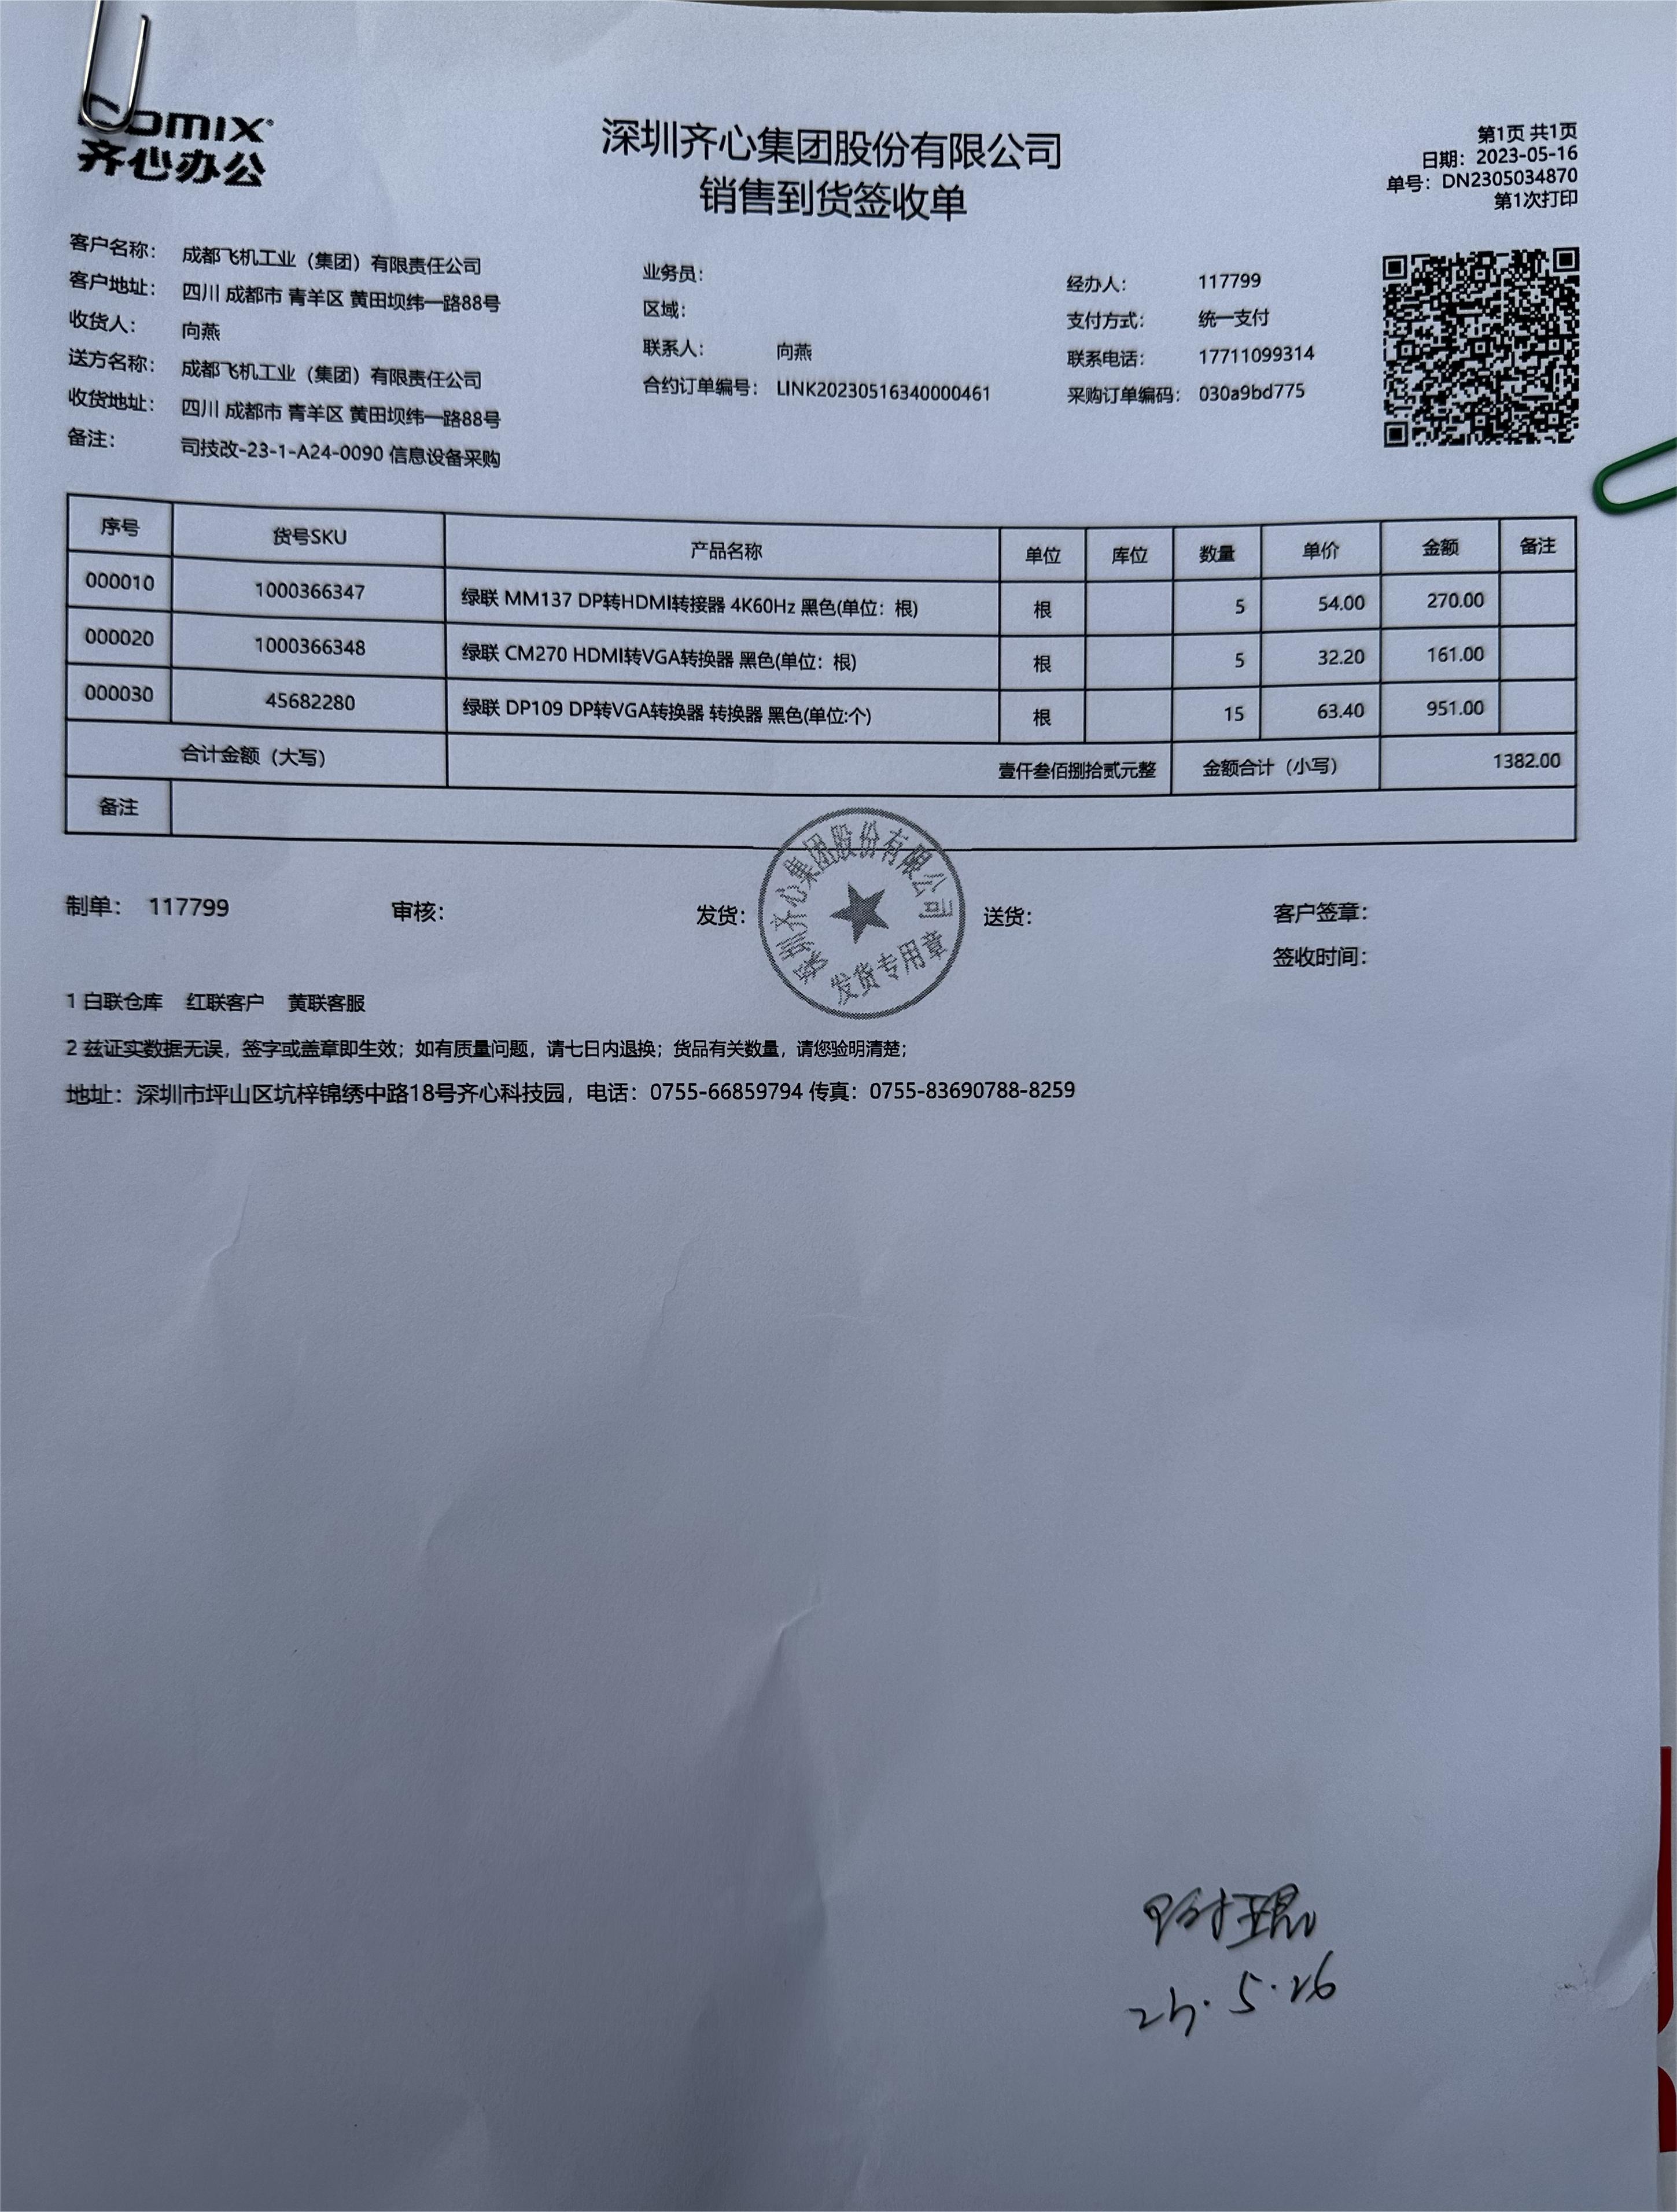 comix
齐心办公
深圳齐心集团股份有限公司
销售到货签收单
第1页 共1页
日期：2023-05-16
单号：DN2305034870
第1次打印
客户名称： 成都飞机工业（集团）有限责任公司
客户地址： 四川 成都市 青羊区 黄田坝纬一路88号
收货人： 向燕
送方名称： 成都飞机工业（集团）有限责任公司
收货地址： 四川 成都市 青羊区 黄田坝纬一路88号
备注： 司技改-23-1-A24-0090 信息设备采购
业务员：
区域：
联系人： 向燕
合约订单编号： LINK20230516340000461
经办人： 117799
支付方式： 统一支付
联系电话： 17711099314
采购订单编码： 030a9bd775
序号 货号SKU 产品名称 单位 库位 数量 单价 金额 备注
000010 1000366347 绿联 MM137 DP转HDMI转接器 4K60Hz 黑色(单位：根) 根 5 54.00 270.00
000020 1000366348 绿联 CM270 HDMI转VGA转换器 黑色(单位：根) 根 5 32.20 161.00
000030 45682280 绿联 DP109 DP转VGA转换器 转换器 黑色(单位:个) 根 15 63.40 951.00
合计金额（大写） 壹仟叁佰捌拾贰元整 金额合计（小写） 1382.00
备注
制单： 117799 审核： 发货： 送货： 客户签章：
签收时间：
深圳齐心集团股份有限公司
发货专用章
1 白联仓库 红联客户 黄联客服
2 兹证实数据无误，签字或盖章即生效；如有质量问题，请七日内退换；货品有关数量，请您验明清楚；
地址：深圳市坪山区坑梓锦绣中路18号齐心科技园，电话：0755-66859794 传真：0755-83690788-8259